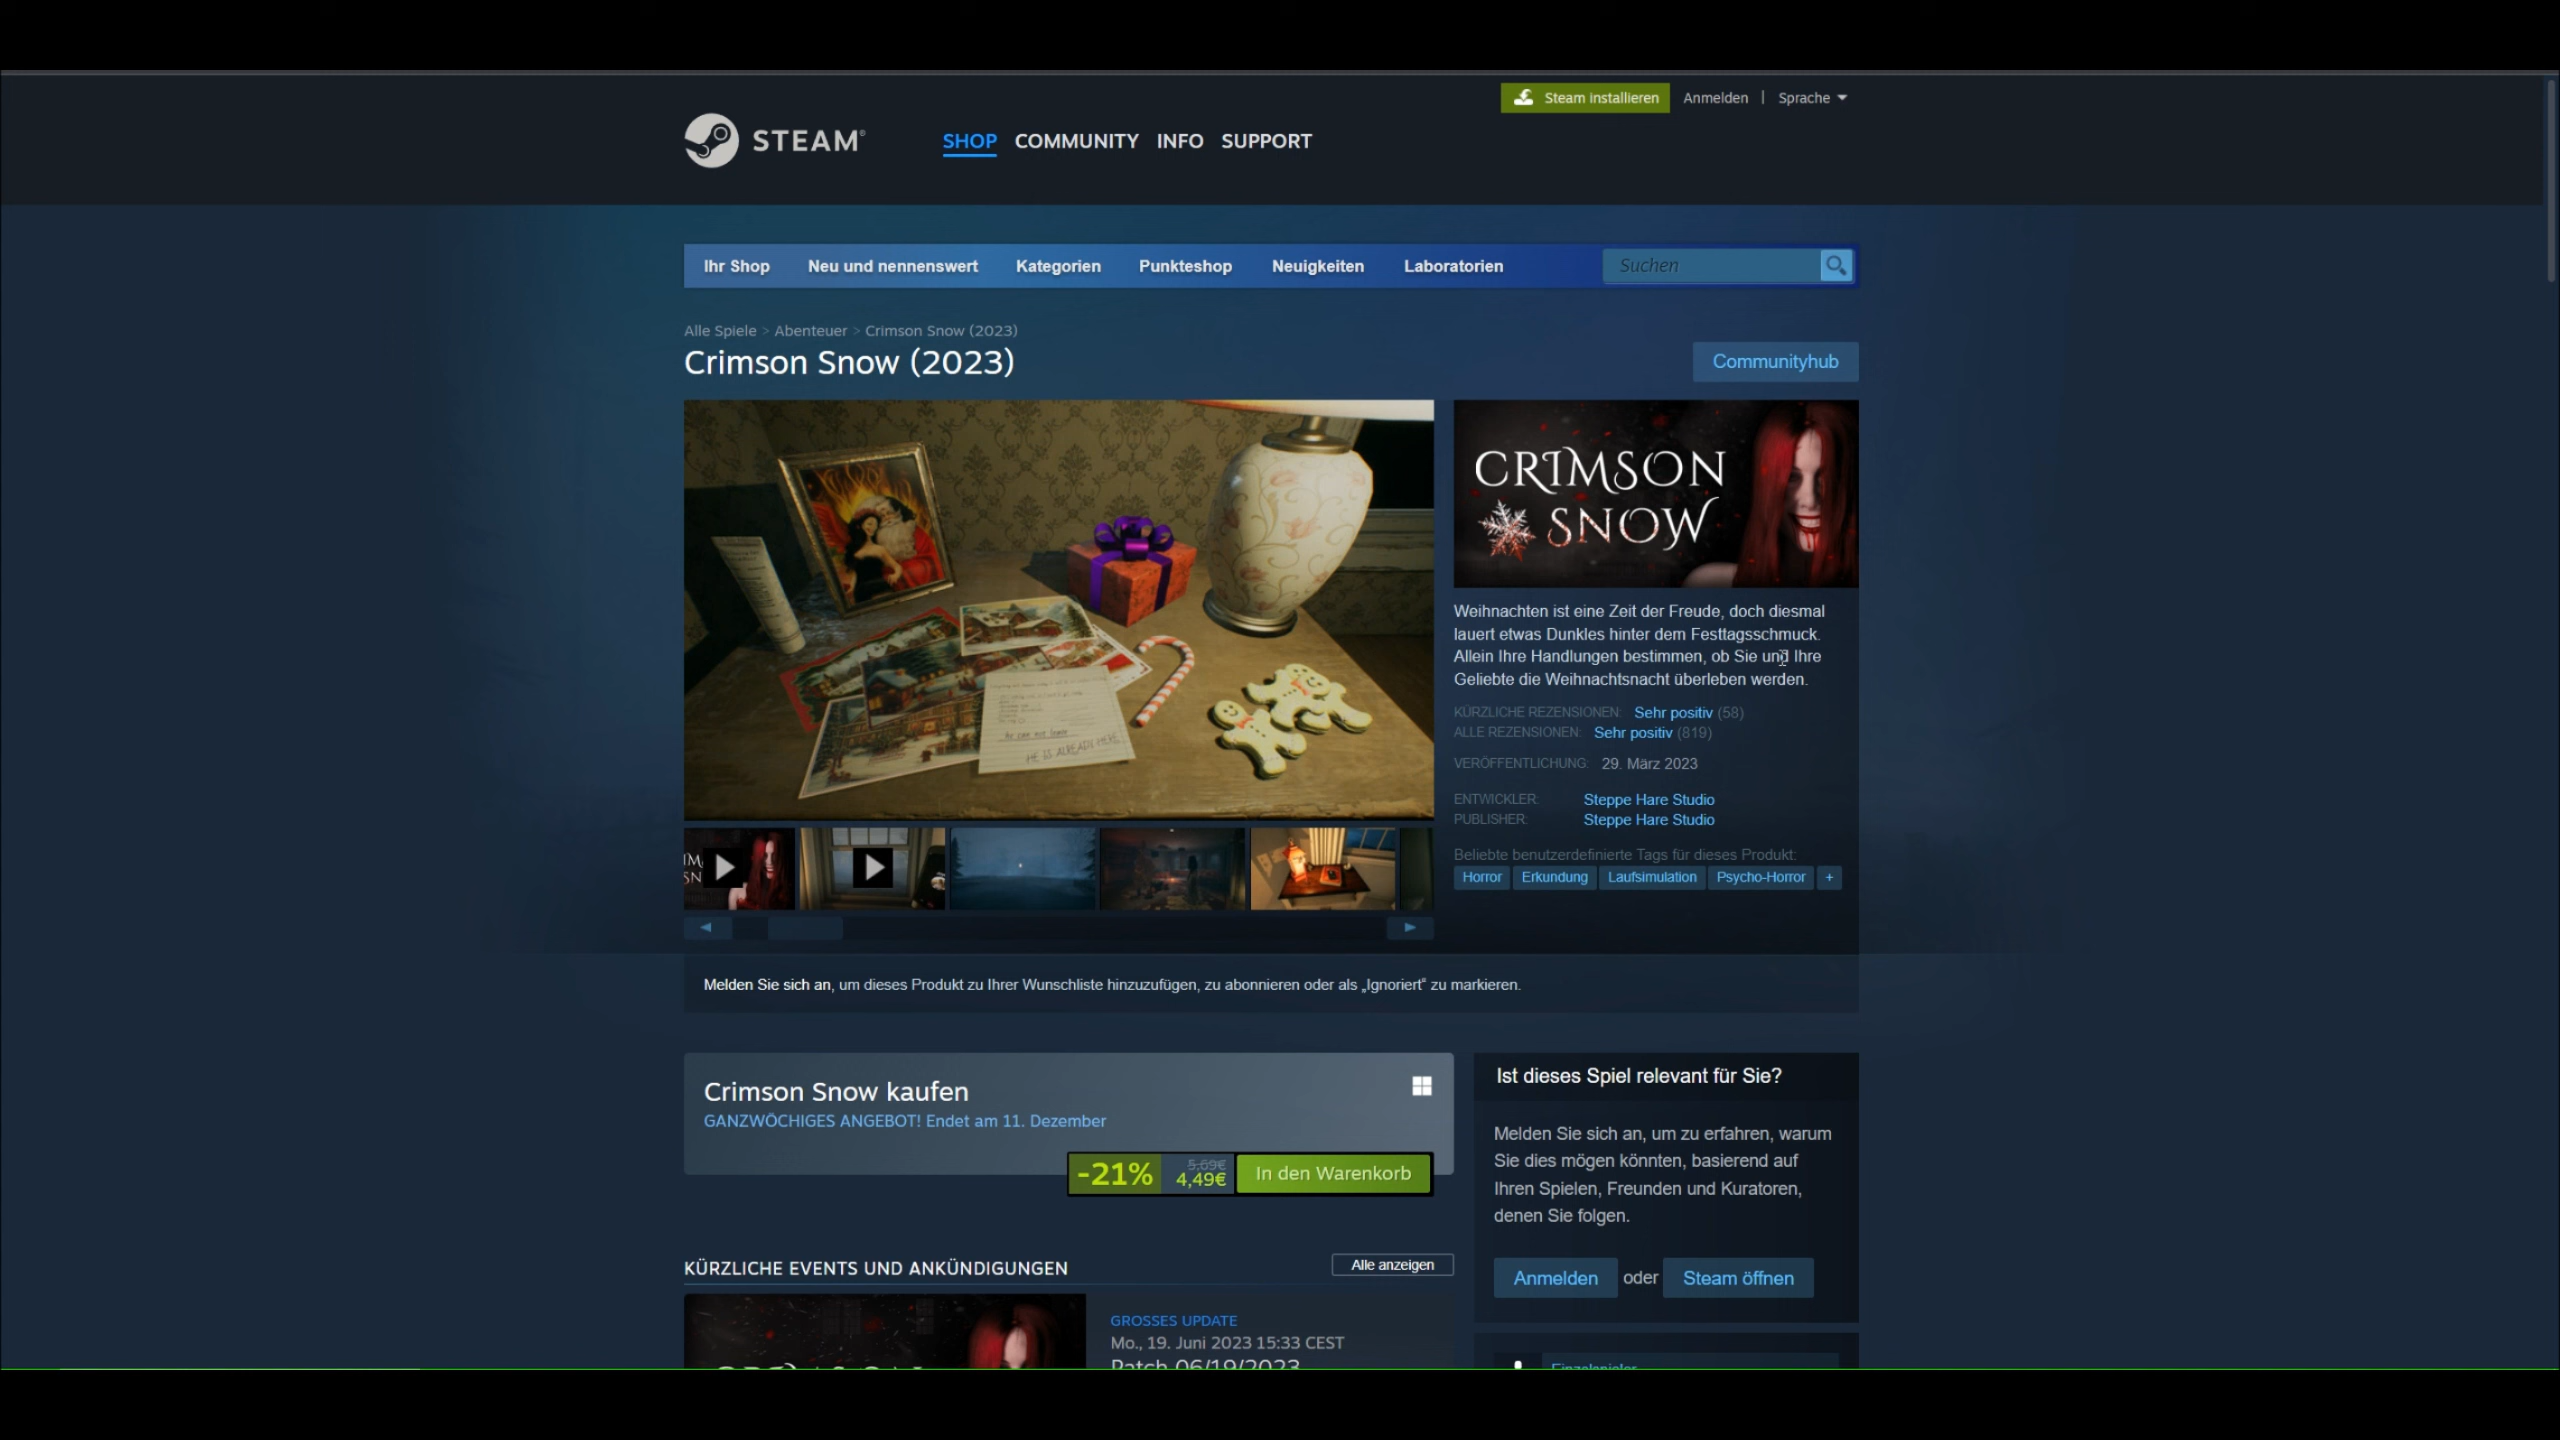 Steam installieren Anmelden | Sprache
STEAM®
SHOP COMMUNITY INFO SUPPORT
Ihr Shop Neu und nennenswert Kategorien Punkteshop Neuigkeiten Laboratorien Suchen
Alle Spiele > Abenteuer > Crimson Snow (2023)
Crimson Snow (2023)
Communityhub
HE IS ALREADY HERE
CRIMSON
SNOW
Weihnachten ist eine Zeit der Freude, doch diesmal
lauert etwas Dunkles hinter dem Festtagsschmuck.
Allein Ihre Handlungen bestimmen, ob Sie und Ihre
Geliebte die Weihnachtsnacht überleben werden.
KÜRZLICHE REZENSIONEN: Sehr positiv (58)
ALLE REZENSIONEN: Sehr positiv (819)
VERÖFFENTLICHUNG: 29. März 2023
ENTWICKLER: Steppe Hare Studio
PUBLISHER: Steppe Hare Studio
Beliebte benutzerdefinierte Tags für dieses Produkt:
Horror Erkundung Laufsimulation Psycho-Horror +
Melden Sie sich an, um dieses Produkt zu Ihrer Wunschliste hinzuzufügen, zu abonnieren oder als „Ignoriert“ zu markieren.
Crimson Snow kaufen
GANZWÖCHIGES ANGEBOT! Endet am 11. Dezember
-21% 5,69€ 4,49€ In den Warenkorb
Ist dieses Spiel relevant für Sie?
Melden Sie sich an, um zu erfahren, warum
Sie dies mögen könnten, basierend auf
Ihren Spielen, Freunden und Kuratoren,
denen Sie folgen.
Anmelden oder Steam öffnen
KÜRZLICHE EVENTS UND ANKÜNDIGUNGEN Alle anzeigen
GROSSES UPDATE
Mo., 19. Juni 2023 15:33 CEST
Patch 06/19/2023
Einzelspieler